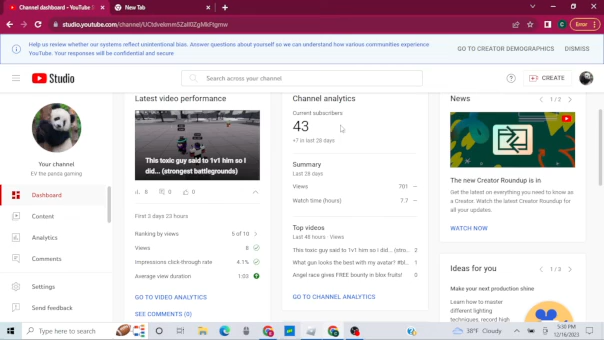 Channel dashboard - YouTube S
New Tab
studio.youtube.com/channel/
Error
Help us review whether our systems reflect unintentional bias. Answer questions about yourself so we can understand how various communities experience
YouTube. Your responses will be confidential and secure
GO TO CREATOR DEMOGRAPHICS
DISMISS
Studio
Search across your channel
CREATE
Your channel
EV the panda gaming
Dashboard
Content
Analytics
Comments
Settings
Send feedback
Latest video performance
This toxic guy said to 1v1 him so I
did... (strongest battlegrounds)
8 0 0
First 3 days 23 hours
Ranking by views 5 of 10
Views 8
Impressions click-through rate 4.1%
Average view duration 1:03
GO TO VIDEO ANALYTICS
SEE COMMENTS (0)
Channel analytics
Current subscribers
43
+7 in last 28 days
Summary
Last 28 days
Views 701 —
Watch time (hours) 7.7 —
Top videos
Last 48 hours · Views
This toxic guy said to 1v1 him so I did... (stro... 2
What gun looks the best with my avatar? #bl... 1
Angel race gives FREE bounty in blox fruits! 0
GO TO CHANNEL ANALYTICS
News
1 / 2
The new Creator Roundup is in
Get the latest on everything you need to know as
a Creator. Watch the latest Creator Roundup for
all your updates.
WATCH NOW
Ideas for you
1 / 3
Make your next production shine
Learn how to master
different lighting
techniques, record high
Type here to search
38°F Cloudy
5:30 PM
12/16/2023